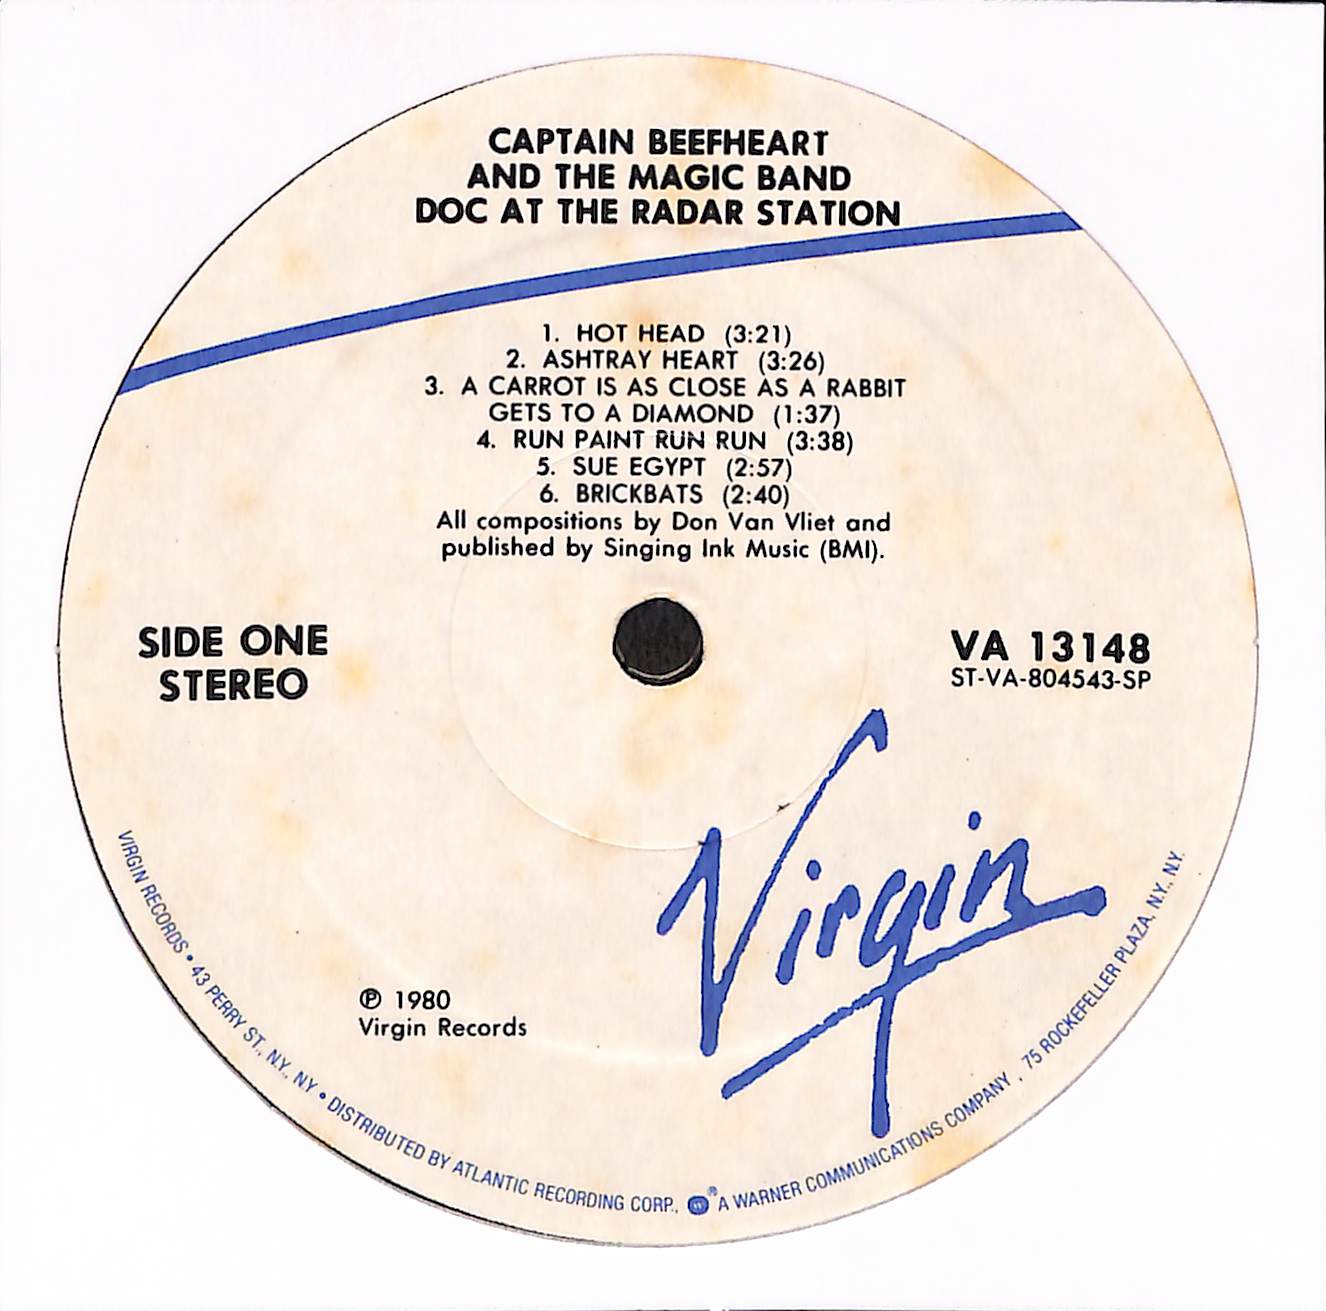 CAPTAIN BEEFHEART
AND THE MAGIC BAND
DOC AT THE RADAR STATION
1. HOT HEAD (3:21)
2. ASHTRAY HEART (3:26)
3. A CARROT IS AS CLOSE AS A RABBIT
GETS TO A DIAMOND (1:37)
4. RUN PAINT RUN RUN (3:38)
5. SUE EGYPT (2:57)
6. BRICKBATS (2:40)
All compositions by Don Van Vliet and
published by Singing Ink Music (BMI).
SIDE ONE
STEREO
VA 13148
ST-VA-804543-SP
Virgin
℗ 1980
Virgin Records
VIRGIN RECORDS • 43 PERRY ST., N.Y., NY • DISTRIBUTED BY ATLANTIC RECORDING CORP., ® A WARNER COMMUNICATIONS COMPANY , 75 ROCKEFELLER PLAZA, N.Y., N.Y.